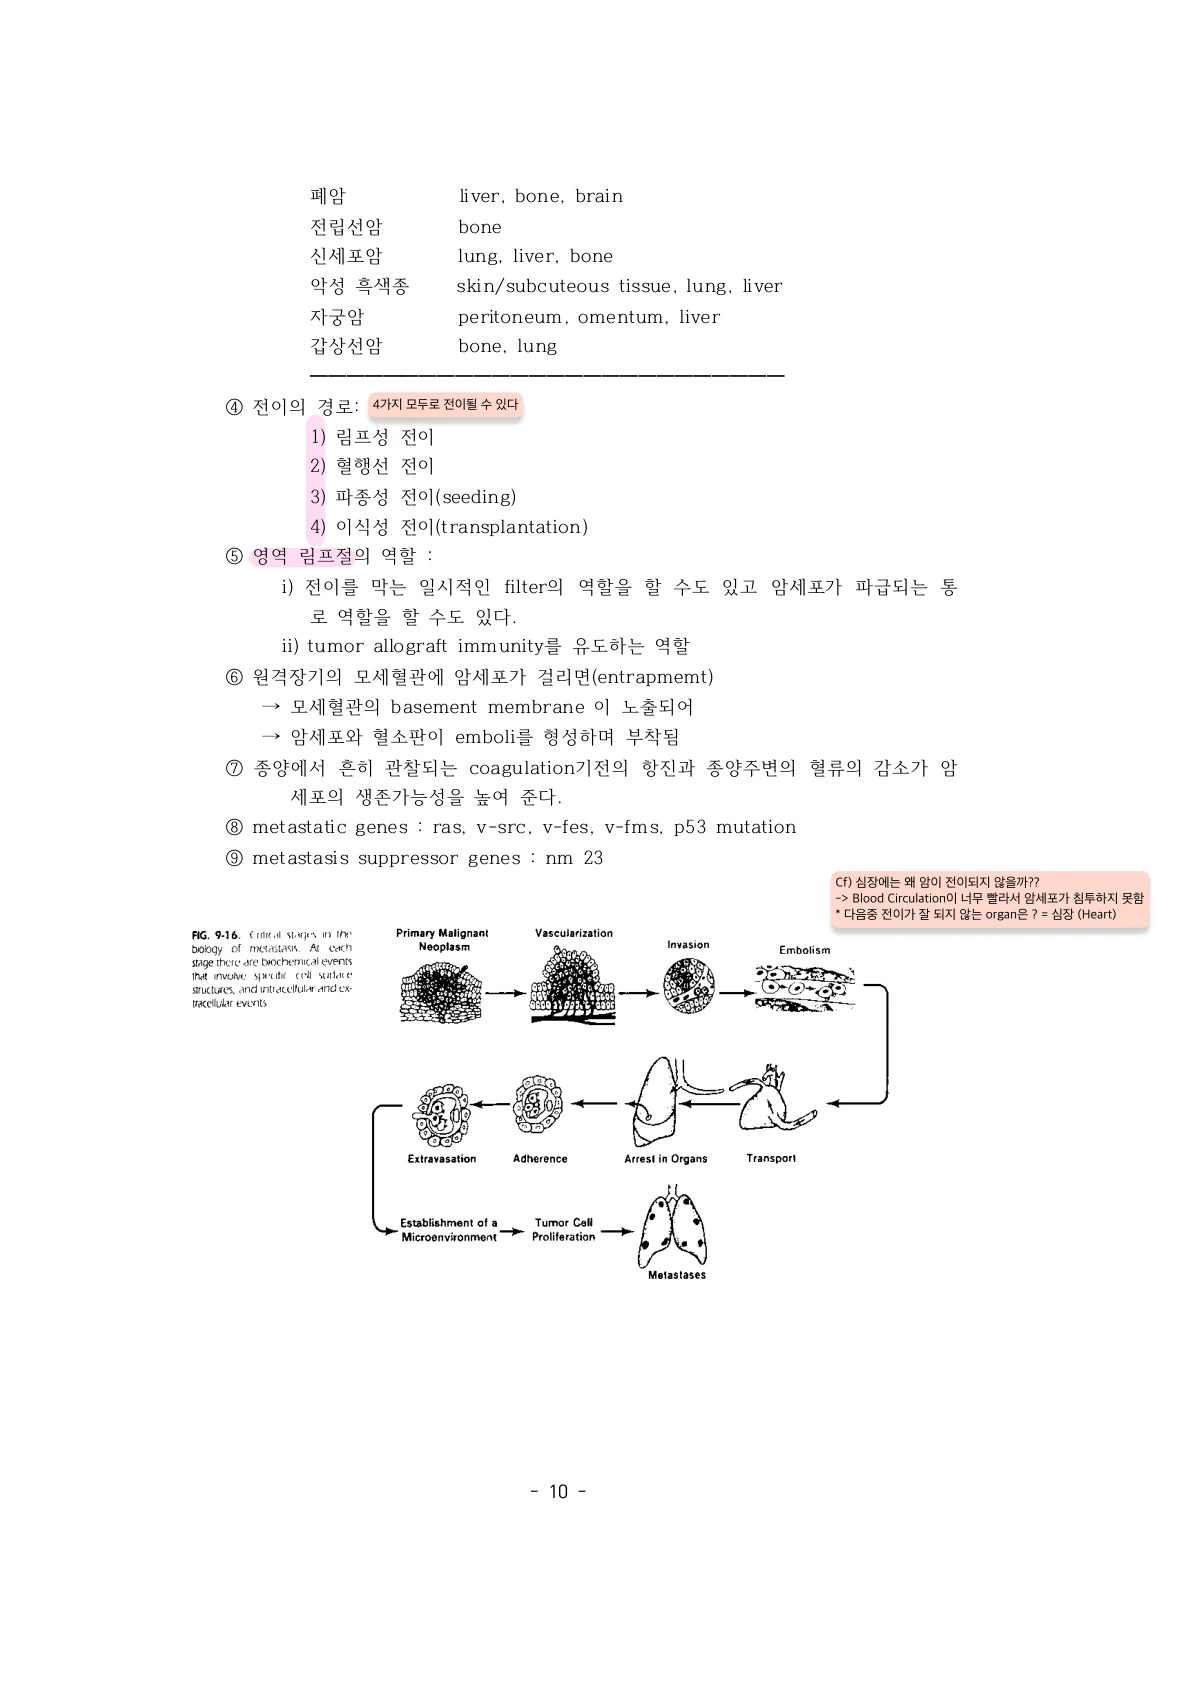 폐암 liver, bone, brain
전립선암 bone
신세포암 lung, liver, bone
악성 흑색종 skin/subcuteous tissue, lung, liver
자궁암 peritoneum, omentum, liver
갑상선암 bone, lung
④ 전이의 경로: 4가지 모두로 전이될 수 있다
1) 림프성 전이
2) 혈행선 전이
3) 파종성 전이(seeding)
4) 이식성 전이(transplantation)
⑤ 영역 림프절의 역할 :
i) 전이를 막는 일시적인 filter의 역할을 할 수도 있고 암세포가 파급되는 통
로 역할을 할 수도 있다.
ii) tumor allograft immunity를 유도하는 역할
⑥ 원격장기의 모세혈관에 암세포가 걸리면(entrapmemt)
→ 모세혈관의 basement membrane 이 노출되어
→ 암세포와 혈소판이 emboli를 형성하며 부착됨
⑦ 종양에서 흔히 관찰되는 coagulation기전의 항진과 종양주변의 혈류의 감소가 암
세포의 생존가능성을 높여 준다.
⑧ metastatic genes : ras, v-src, v-fes, v-fms, p53 mutation
⑨ metastasis suppressor genes : nm 23
Cf) 심장에는 왜 암이 전이되지 않을까??
-> Blood Circulation이 너무 빨라서 암세포가 침투하지 못함
* 다음중 전이가 잘 되지 않는 organ은 ? = 심장 (Heart)
FIG. 9-16. Critical stages in the
biology of metastasis. At each
stage there are biochemical events
that involve specific cell surface
structures, and intracellular and ex-
tracellular events
Primary Malignant
Neoplasm
Vascularization
Invasion
Embolism
Extravasation
Adherence
Arrest in Organs
Transport
Establishment of a
Microenvironment
Tumor Cell
Proliferation
Metastases
- 10 -